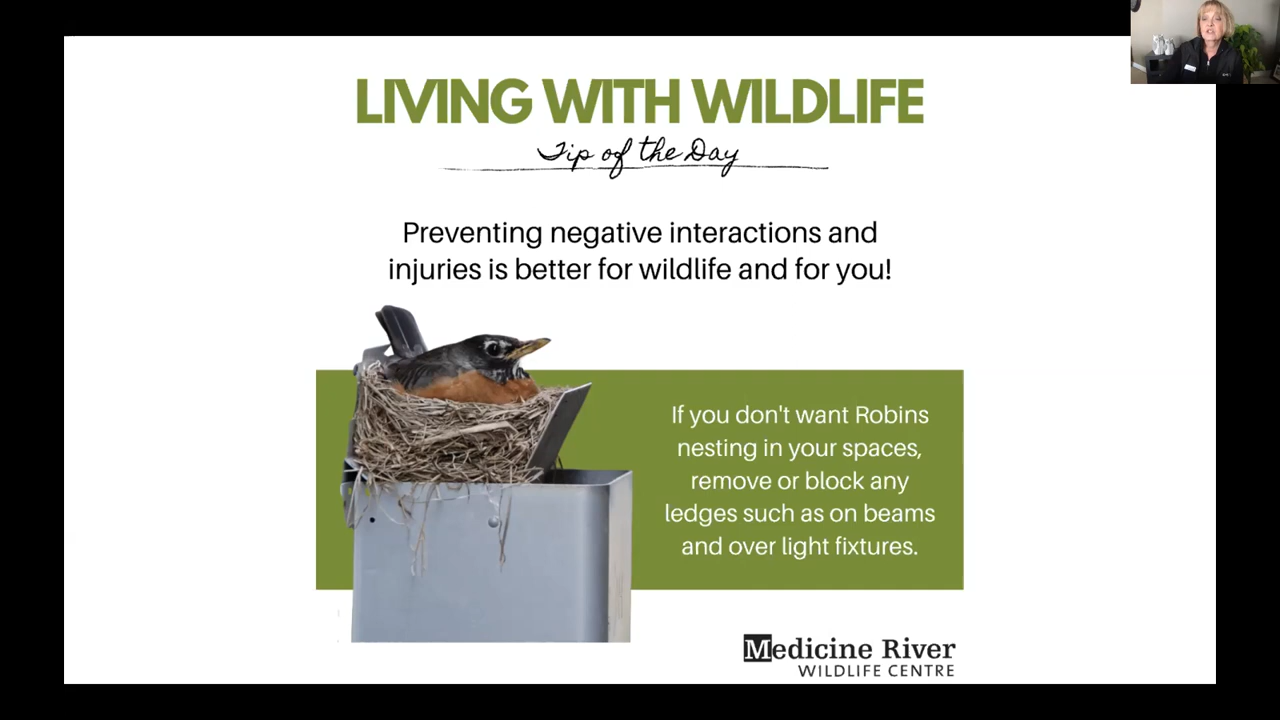 LIVING WITH WILDLIFE
Tip of the Day
Preventing negative interactions and
injuries is better for wildlife and for you!
If you don't want Robins
nesting in your spaces,
remove or block any
ledges such as on beams
and over light fixtures.
Medicine River
WILDLIFE CENTRE